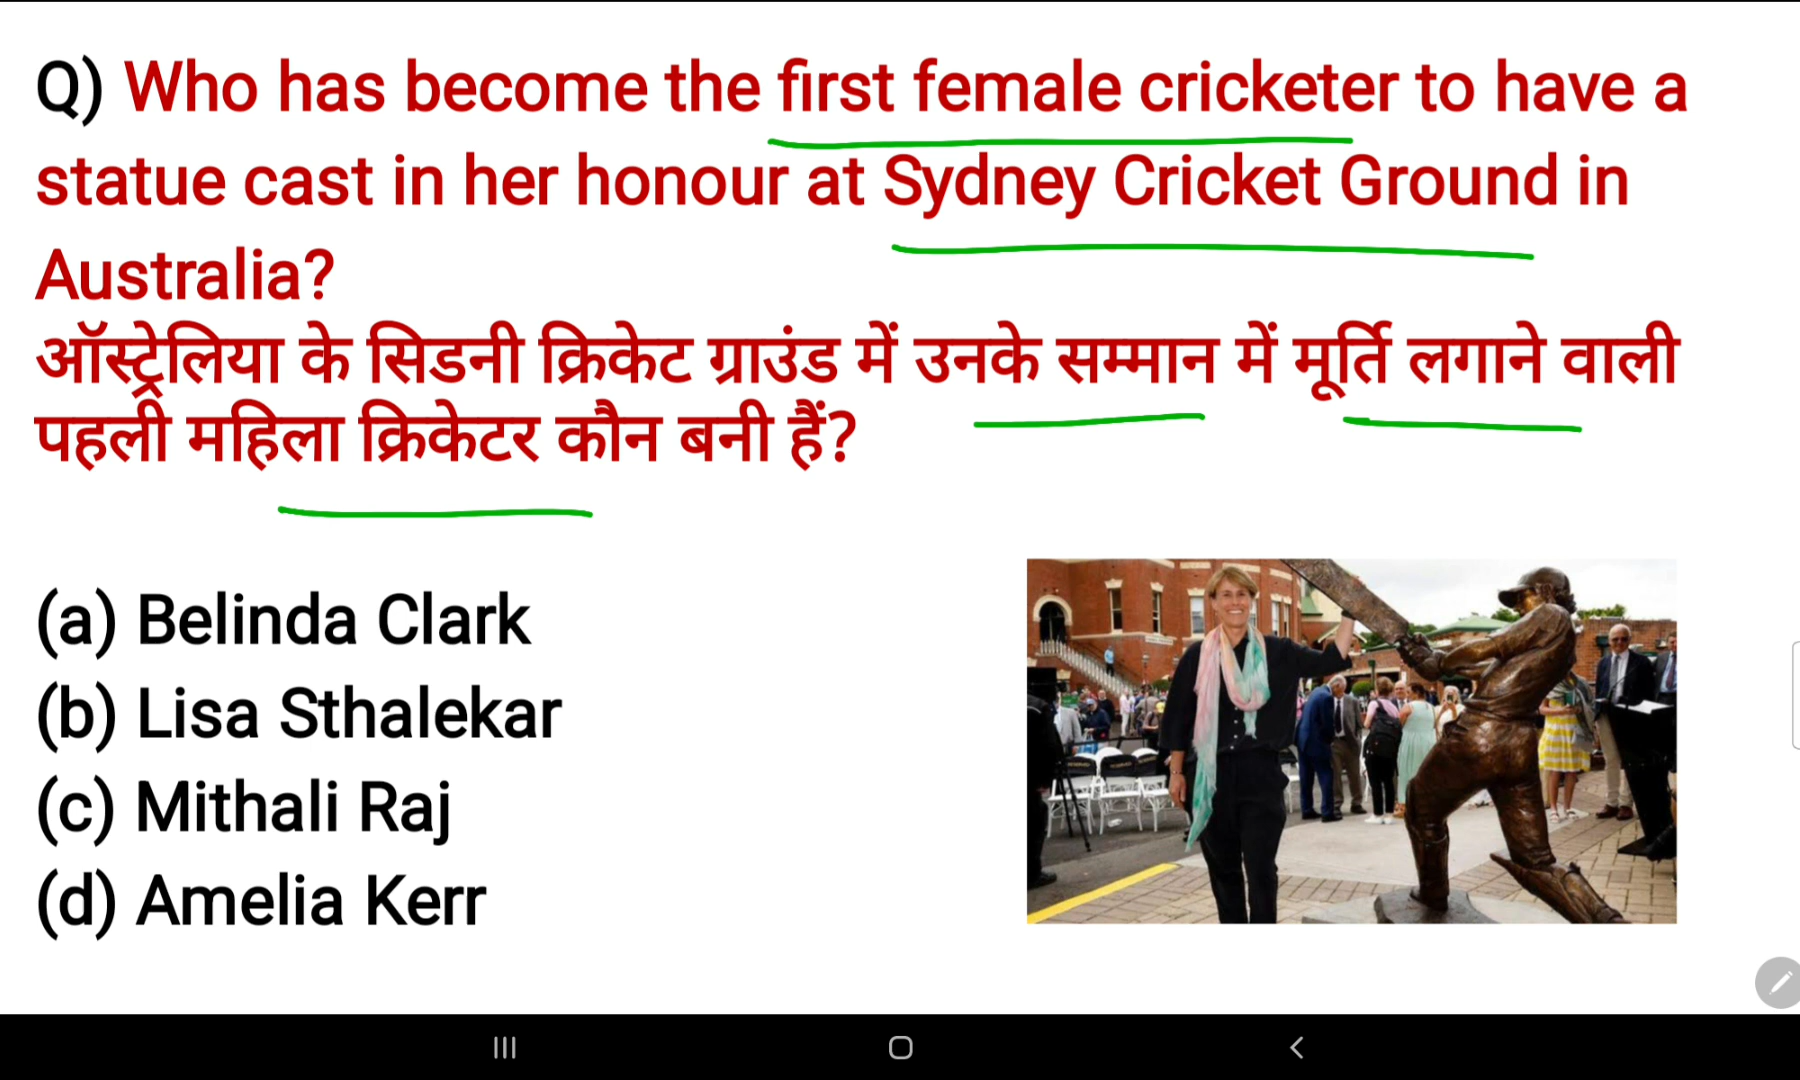 Q) Who has become the first female cricketer to have a
statue cast in her honour at Sydney Cricket Ground in
Australia?
ऑस्ट्रेलिया के सिडनी क्रिकेट ग्राउंड में उनके सम्मान में मूर्ति लगाने वाली
पहली महिला क्रिकेटर कौन बनी हैं?
(a) Belinda Clark
(b) Lisa Sthalekar
(c) Mithali Raj
(d) Amelia Kerr